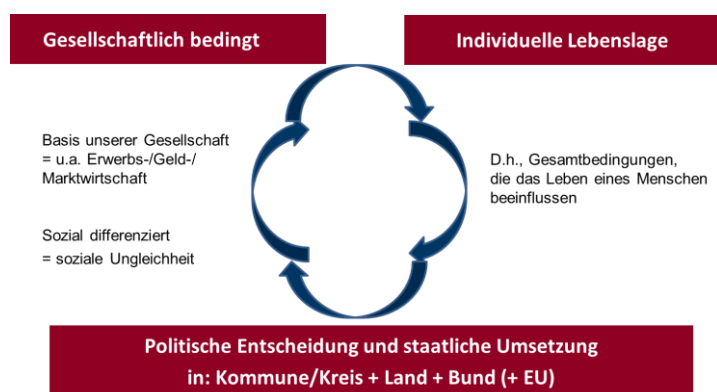 Gesellschaftlich bedingt
Individuelle Lebenslage
Basis unserer Gesellschaft
= u.a. Erwerbs-/Geld-/
Marktwirtschaft
Sozial differenziert
= soziale Ungleichheit
D.h., Gesamtbedingungen,
die das Leben eines Menschen
beeinflussen
Politische Entscheidung und staatliche Umsetzung
in: Kommune/Kreis + Land + Bund (+ EU)